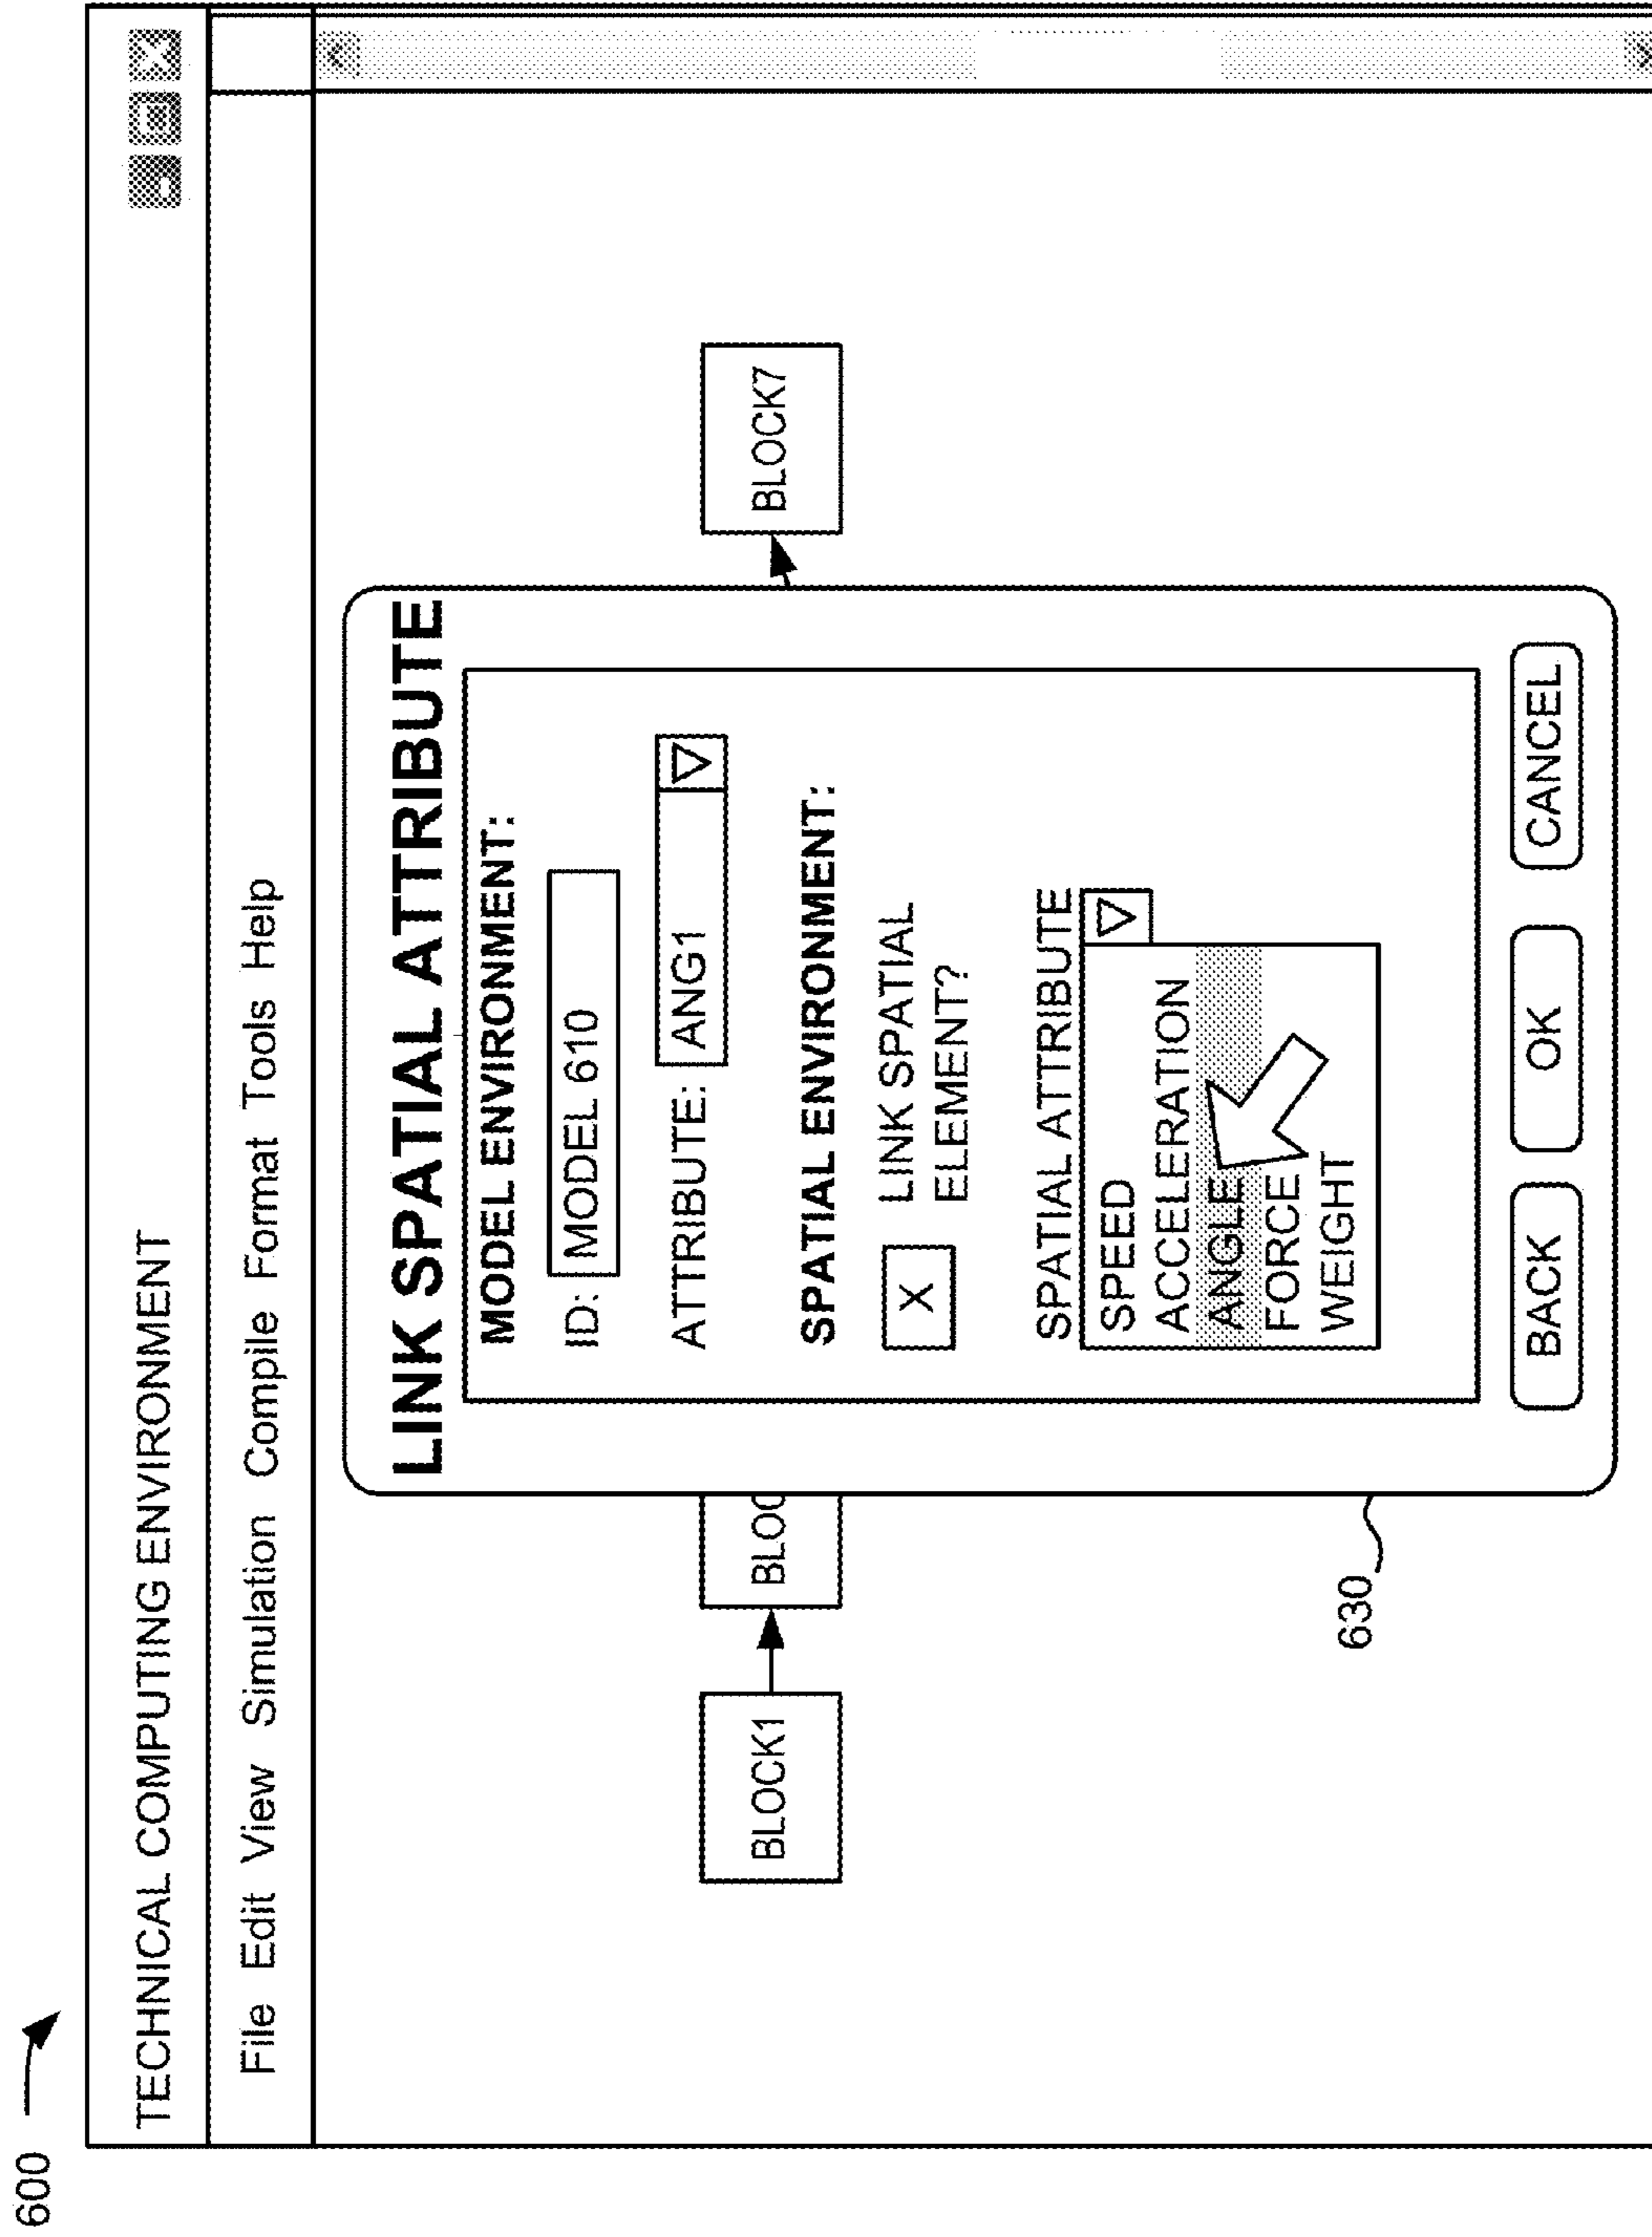 600
TECHNICAL COMPUTING ENVIRONMENT
File Edit View Simulation Compile Format Tools Help
LINK SPATIAL ATTRIBUTE
MODEL ENVIRONMENT:
ID: MODEL 610
ATTRIBUTE: ANG1
SPATIAL ENVIRONMENT:
X LINK SPATIAL
ELEMENT?
SPATIAL ATTRIBUTE
SPEED
ACCELERATION
ANGLE
FORCE
WEIGHT
BACK OK CANCEL
BLOCK1
BLOC
BLOCK7
630